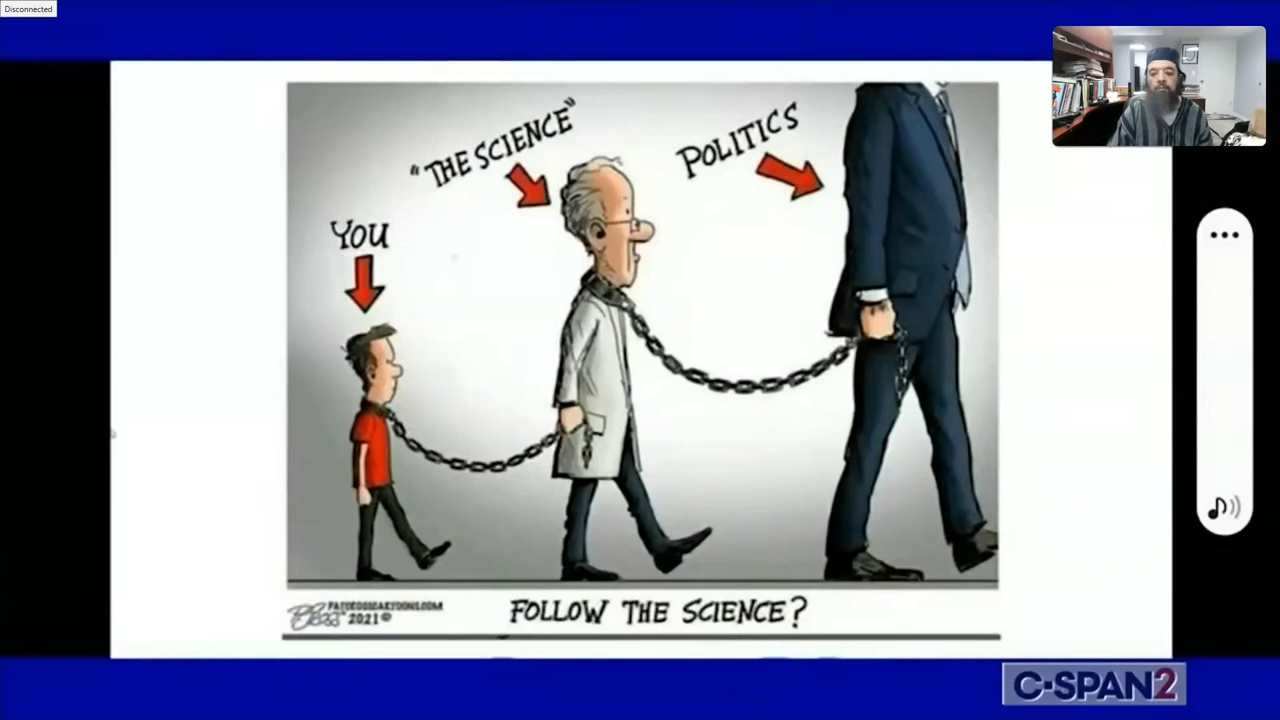 Disconnected
"THE SCIENCE"
POLITICS
YOU
2021©
FOLLOW THE SCIENCE?
C·SPAN2